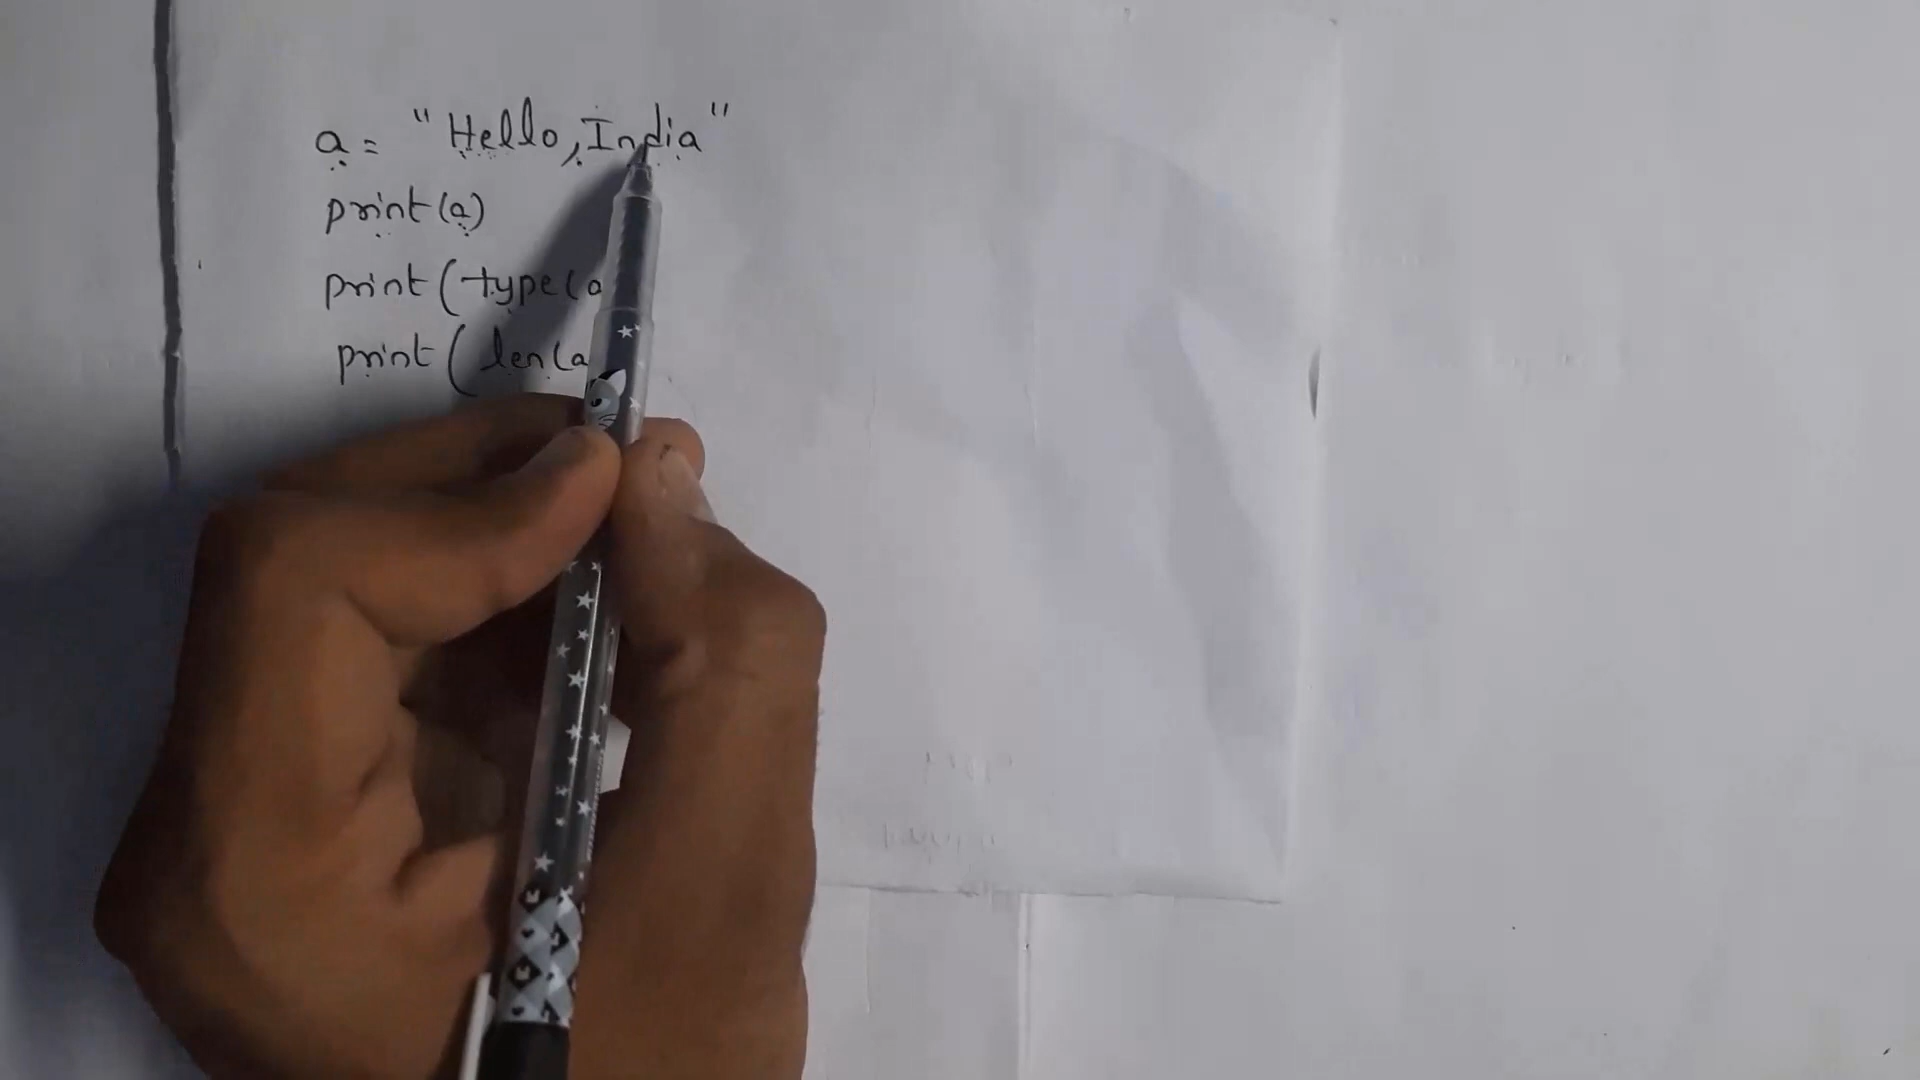 a = "Hello,India"
print(a)
print(type(a
print(len(a